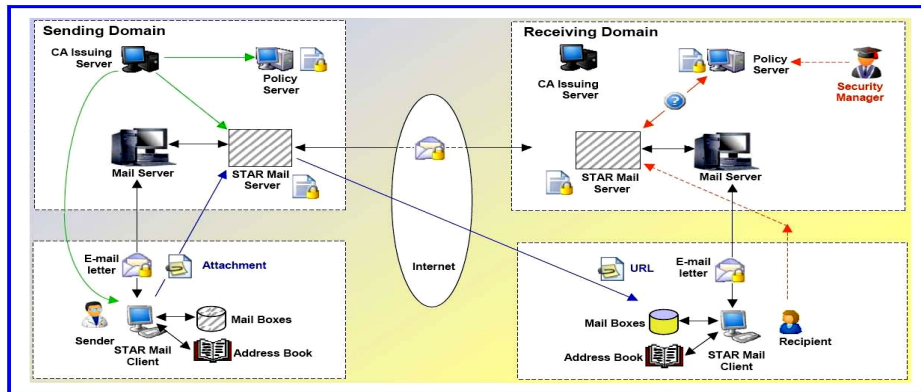 Sending Domain
CA Issuing
Server
Policy
Server
Mail Server
STAR Mail
Server
E-mail
letter
Attachment
Sender
STAR Mail
Client
Mail Boxes
Address Book
Internet
Receiving Domain
CA Issuing
Server
Policy
Server
Security
Manager
?
STAR Mail
Server
Mail Server
URL
E-mail
letter
Mail Boxes
Address Book
STAR Mail
Client
Recipient